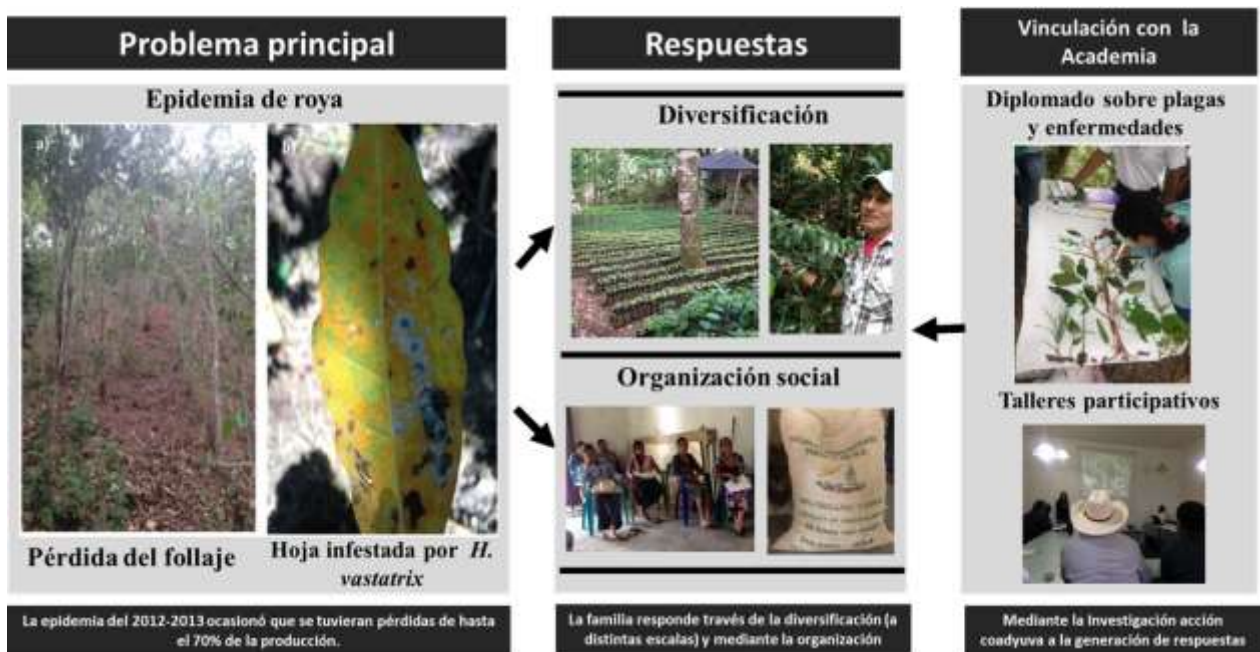 Problema principal
Epidemia de roya
a)
Pérdida del follaje
Hoja infestada por H.
vastatrix
La epidemia del 2012-2013 ocasionó que se tuvieran pérdidas de hasta
el 70% de la producción.
Respuestas
Diversificación
Organización social
La familia responde través de la diversificación (a
distintas escalas) y mediante la organización
Vinculación con la
Academia
Diplomado sobre plagas
y enfermedades
Talleres participativos
Mediante la Investigación acción
coadyuva a la generación de respuestas